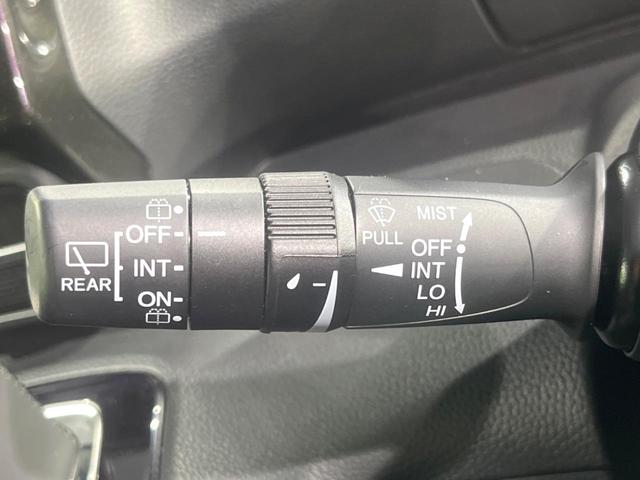 REAR
OFF
INT
ON
PULL
MIST
OFF
INT
LO
HI